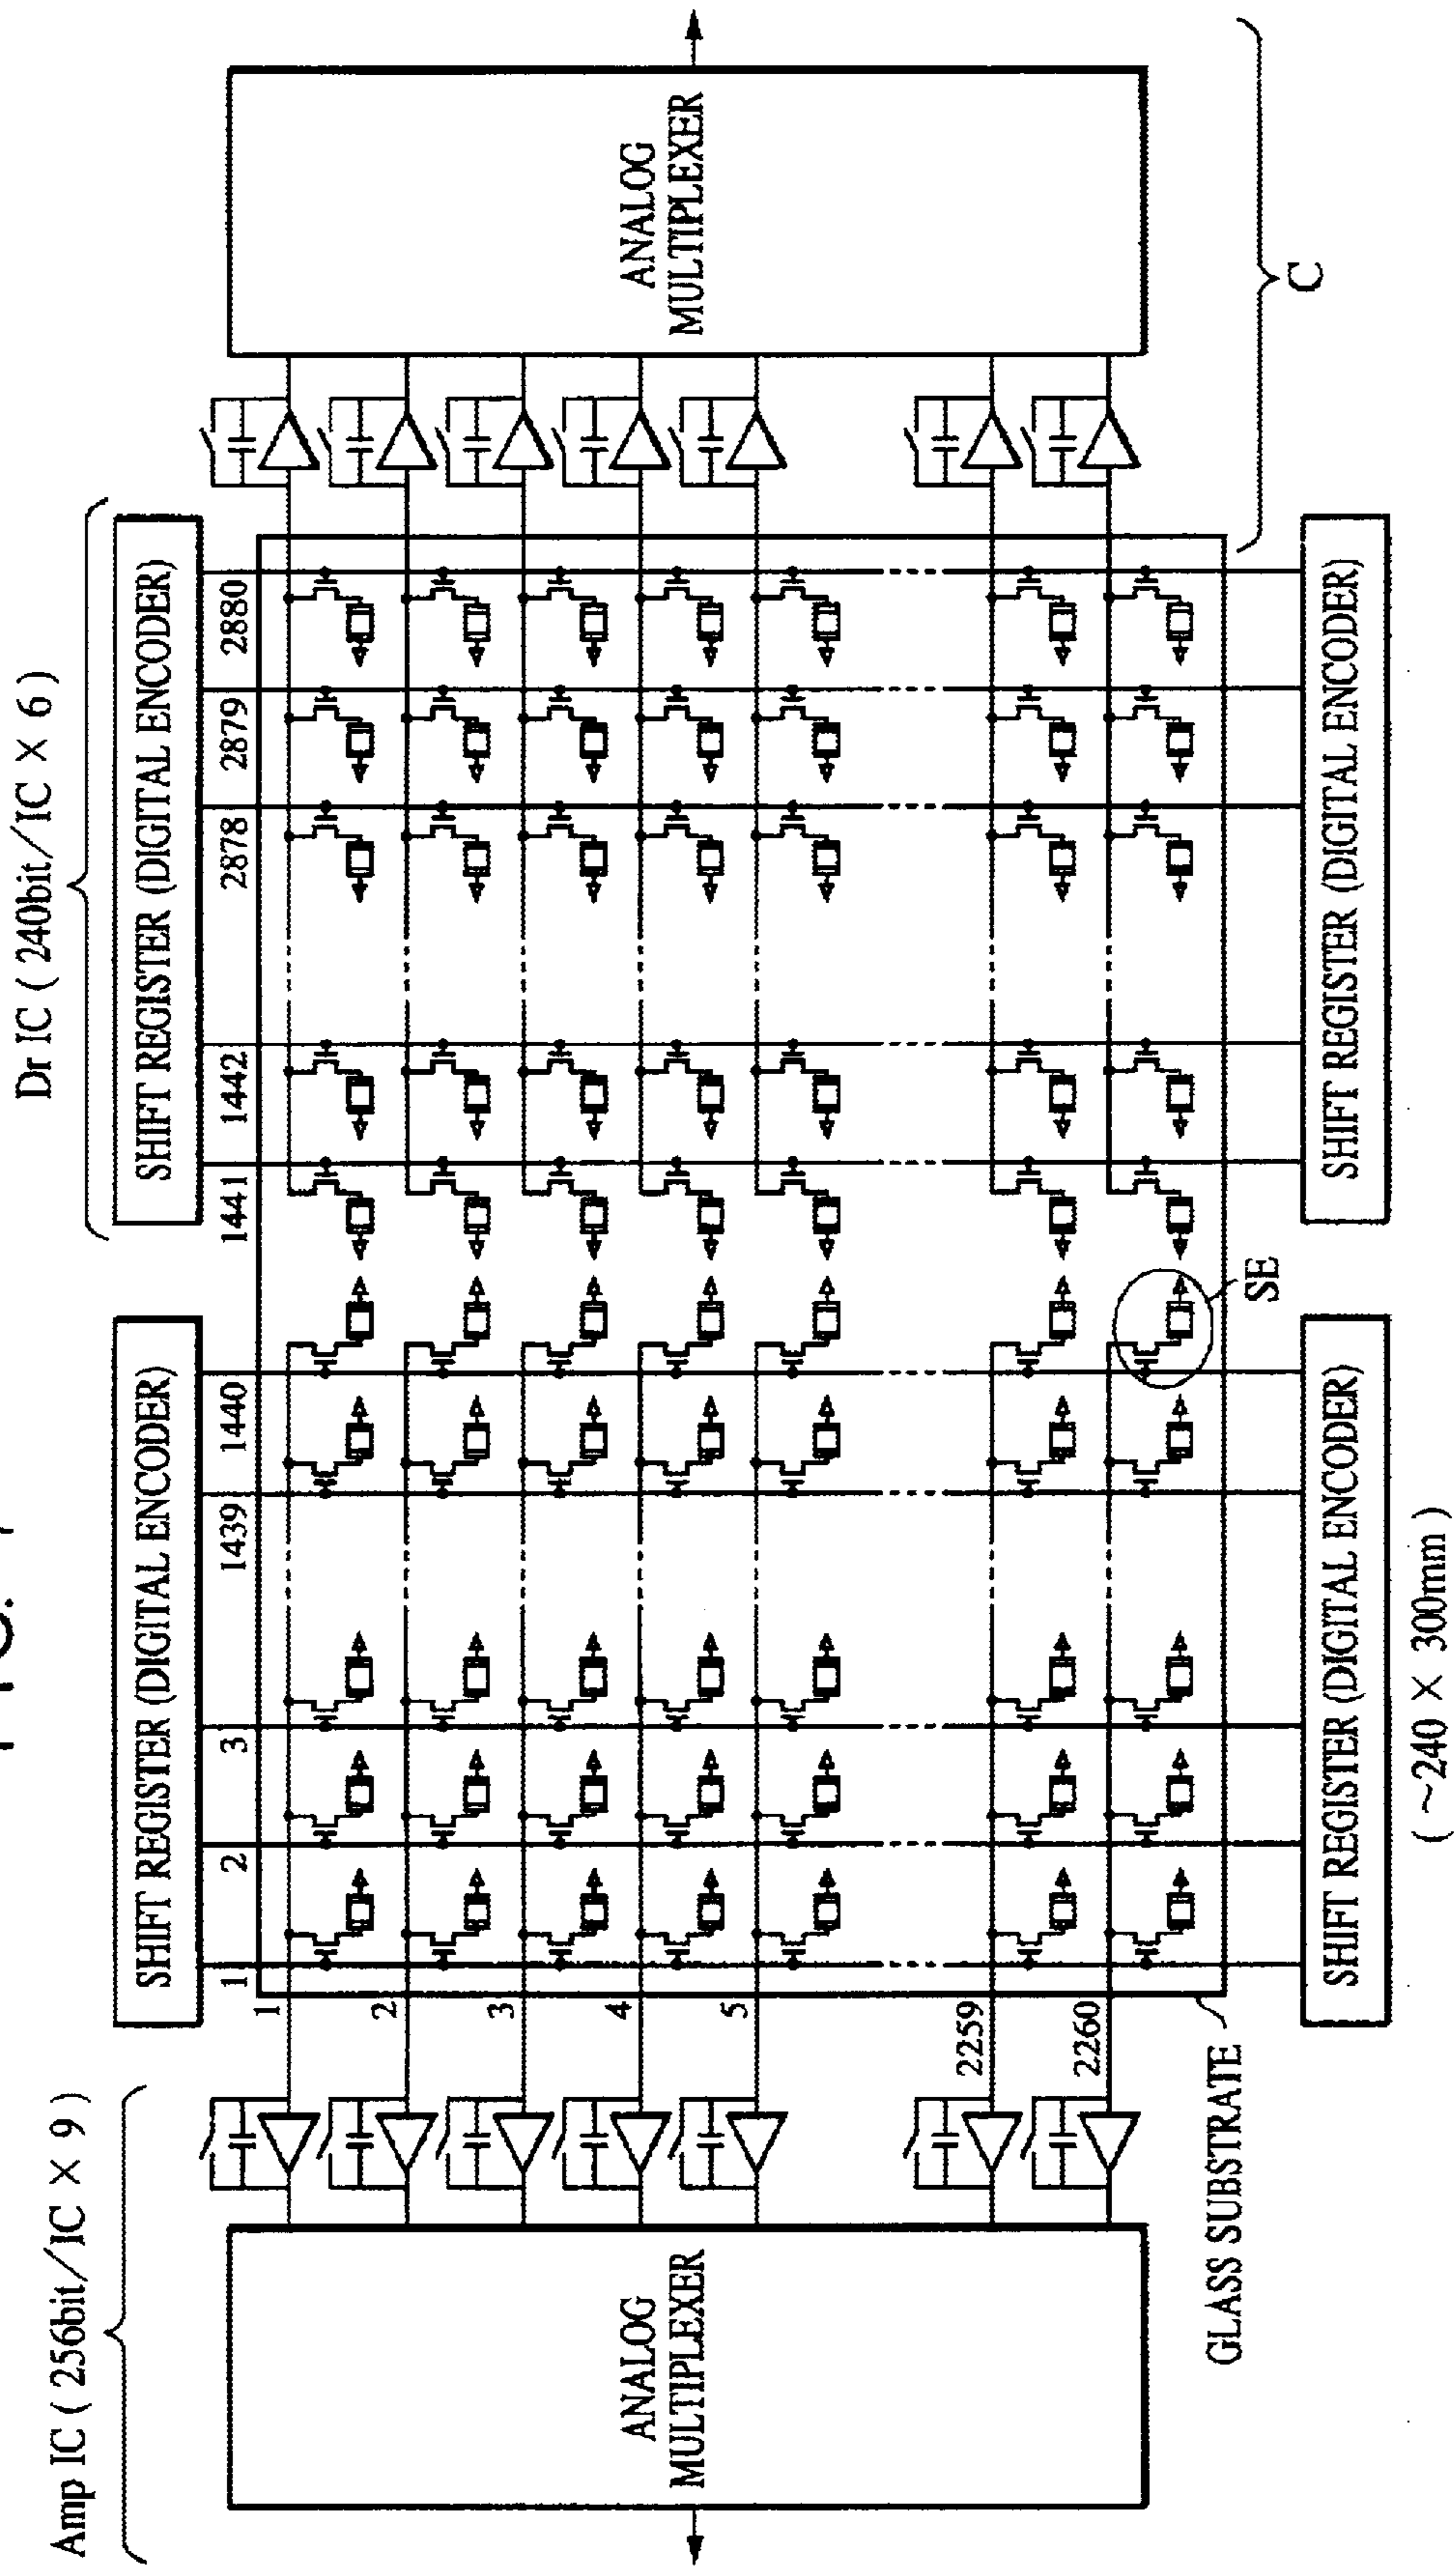 Amp IC ( 256bit/IC × 9 )
Dr IC ( 240bit/IC × 6 )
SHIFT REGISTER (DIGITAL ENCODER)
SHIFT REGISTER (DIGITAL ENCODER)
1
2
3
1439
1440
1441
1442
2878
2879
2880
1
2
3
4
5
2259
2260
ANALOG
MULTIPLEXER
ANALOG
MULTIPLEXER
GLASS SUBSTRATE
SE
C
SHIFT REGISTER (DIGITAL ENCODER)
SHIFT REGISTER (DIGITAL ENCODER)
( ~240 × 300mm )